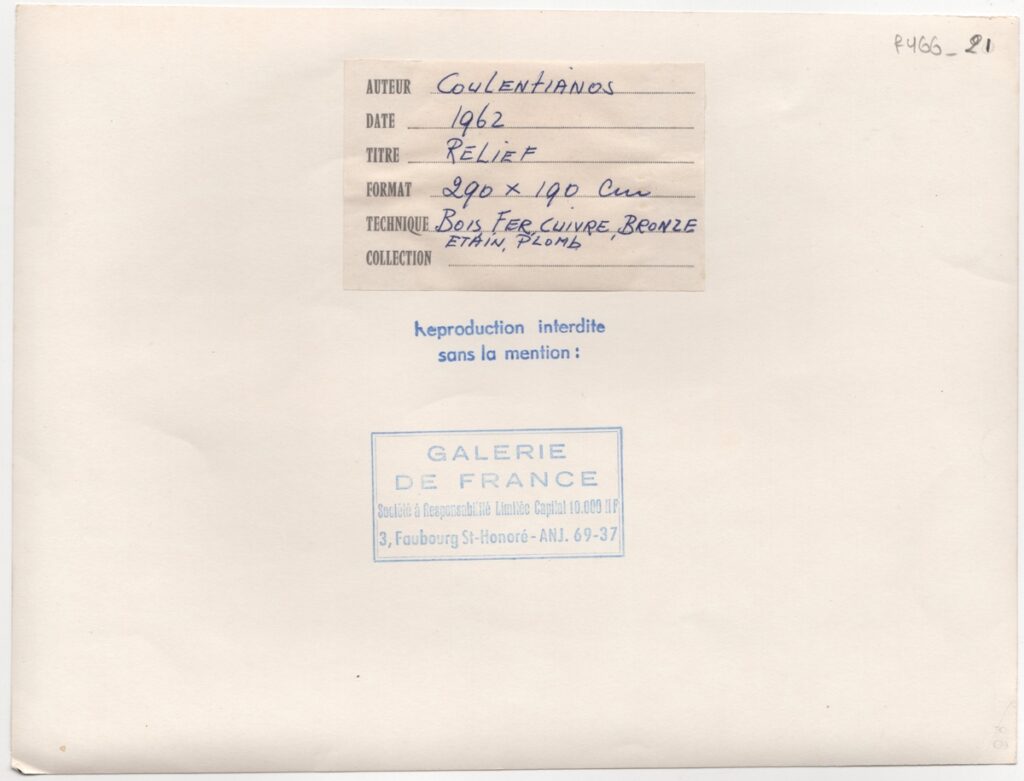 R466_21
AUTEUR COULENTIANOS
DATE 1962
TITRE RELIEF
FORMAT 290 x 190 Cm
TECHNIQUE BOIS, FER, CUIVRE, BRONZE
ETAIN, PLOMB
COLLECTION
Reproduction interdite
sans la mention :
GALERIE
DE FRANCE
Société à Responsabilité Limitée Capital 10.000 NF
3, Faubourg St-Honoré - ANJ. 69-37